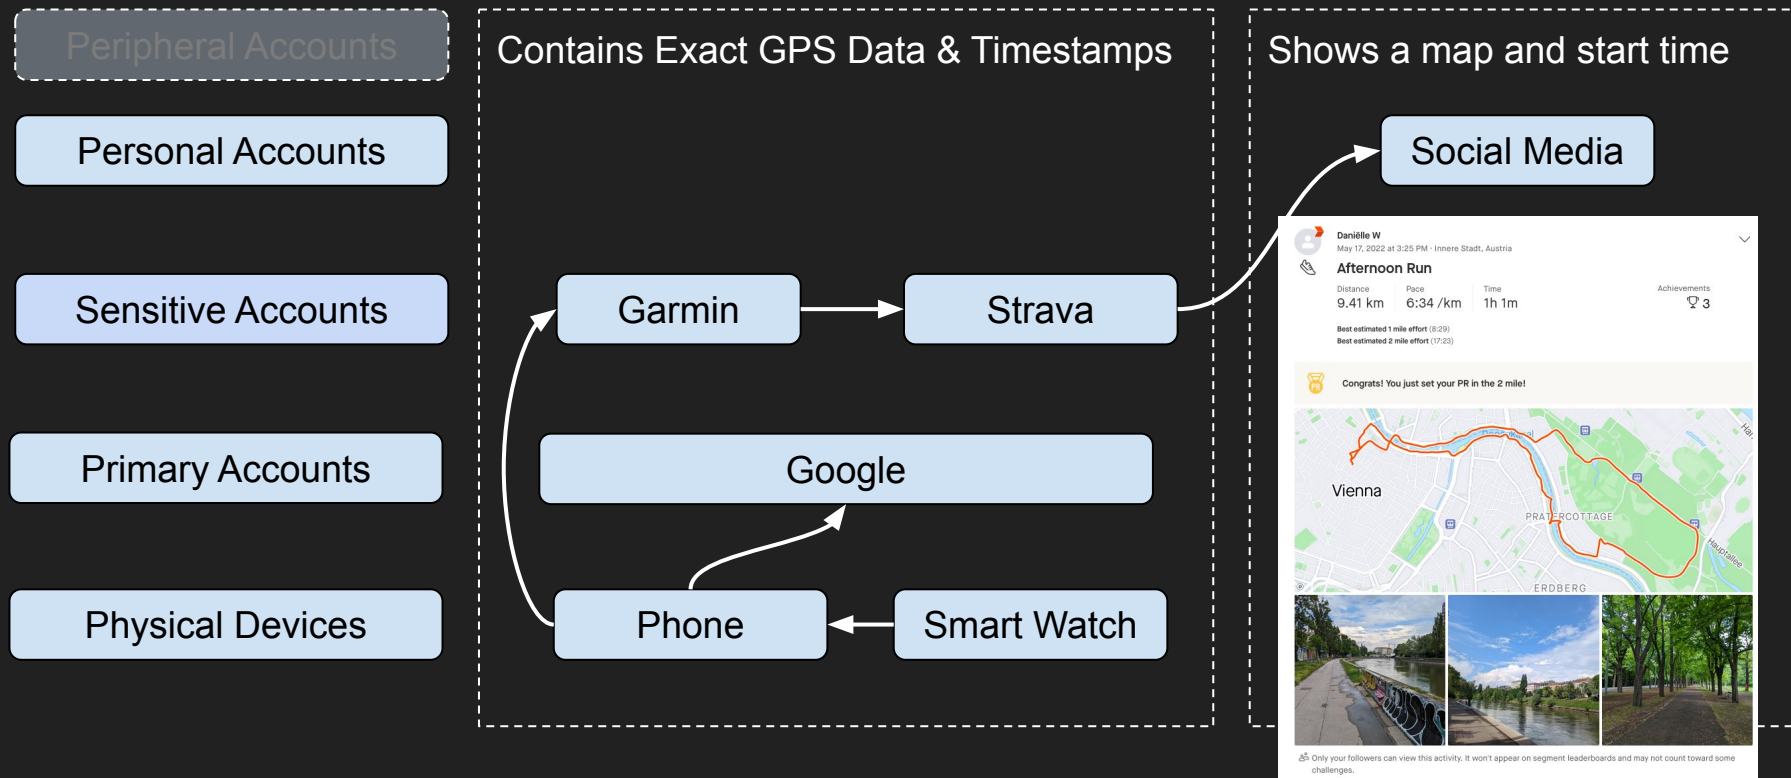 Peripheral Accounts
Contains Exact GPS Data & Timestamps
Shows a map and start time
Personal Accounts
Social Media
Sensitive Accounts
Garmin
Strava
Primary Accounts
Google
Physical Devices
Phone
Smart Watch
Daniëlle W
May 17, 2022 at 3:25 PM · Innere Stadt, Austria
Afternoon Run
Distance
Pace
Time
Achievements
9.41 km
6:34 /km
1h 1m
3
Best estimated 1 mile effort (8:29)
Best estimated 2 mile effort (17:23)
PR
Congrats! You just set your PR in the 2 mile!
Vienna
PRATERCOTTAGE
Hauptallee
ERDBERG
Only your followers can view this activity. It won't appear on segment leaderboards and may not count toward some
challenges.